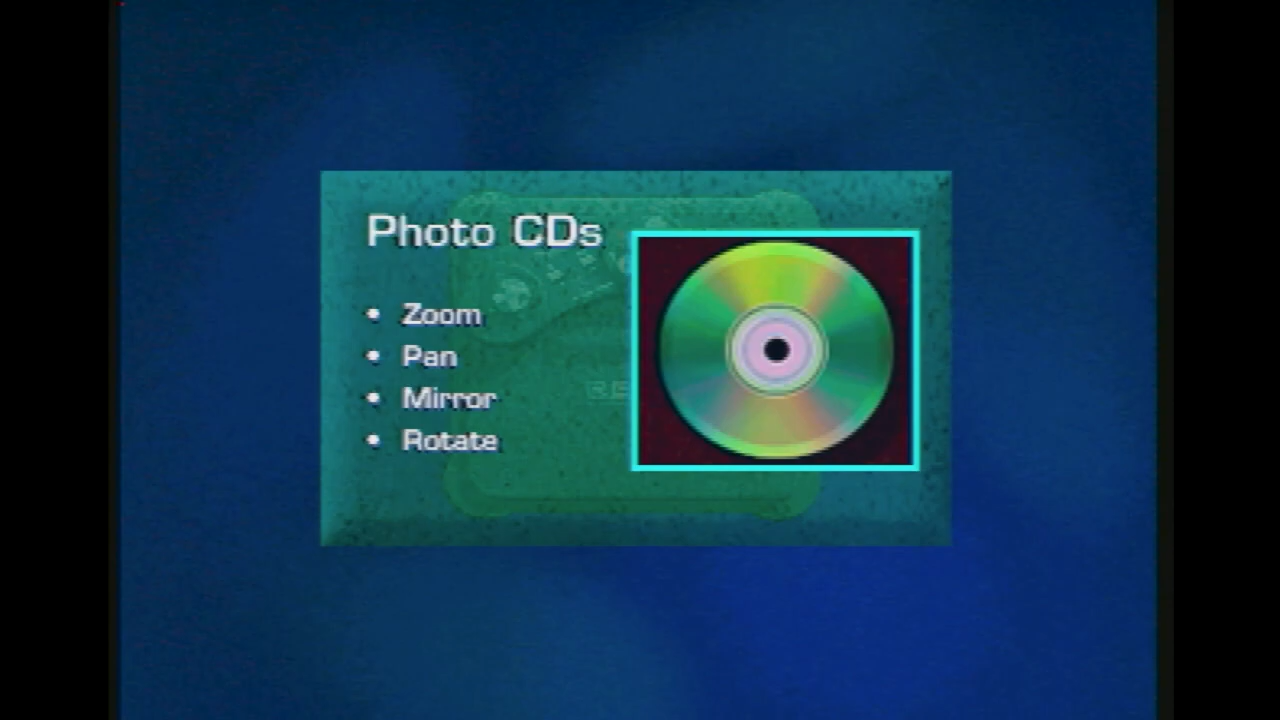 Photo CDs
• Zoom
• Pan
• Mirror
• Rotate